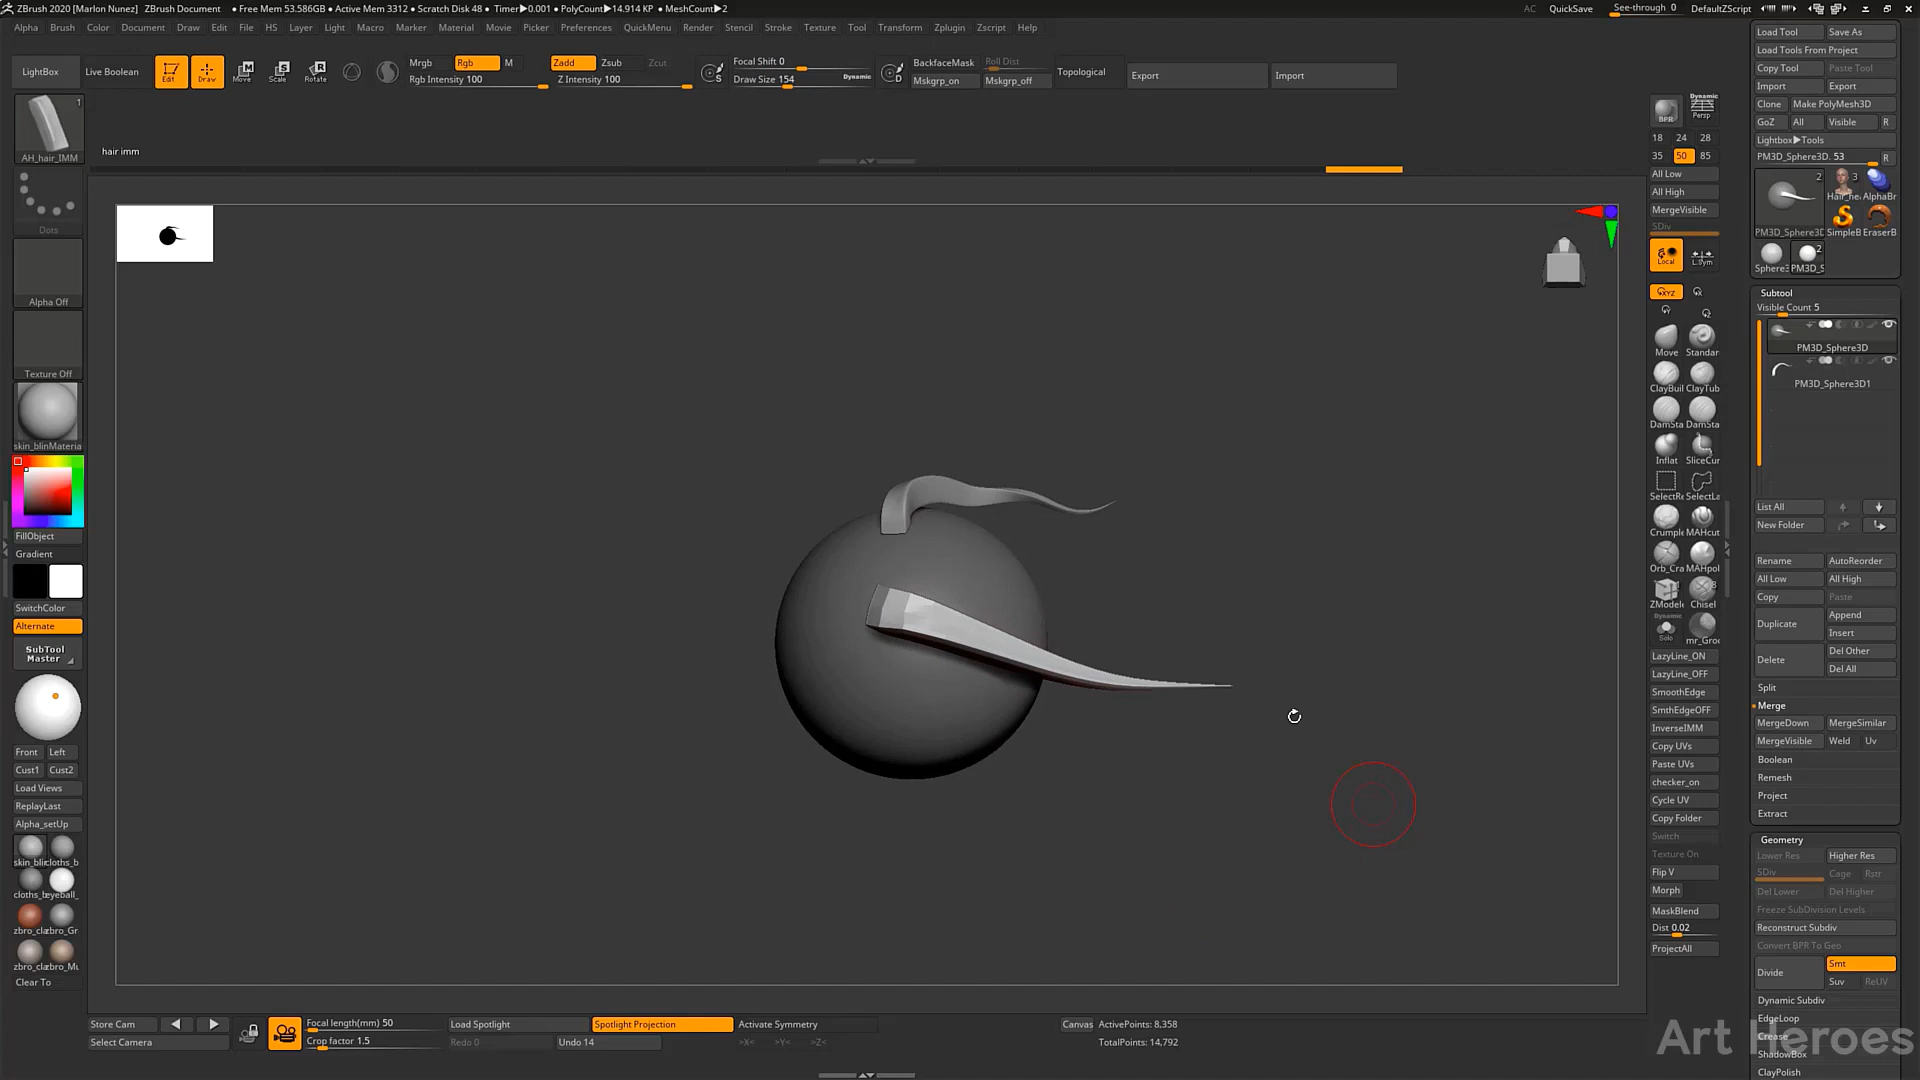 ZBrush 2020 [Marlon Nunez]
ZBrush Document
• Free Mem 53.586GB • Active Mem 3312 • Scratch Disk 48 • Timer▶0.001 • PolyCount▶14.914 KP • MeshCount▶2
AC
QuickSave
See-through 0
DefaultZScript
Alpha
Brush
Color
Document
Draw
Edit
File
HS
Layer
Light
Macro
Marker
Material
Movie
Picker
Preferences
QuickMenu
Render
Stencil
Stroke
Texture
Tool
Transform
Zplugin
Zscript
Help
LightBox
Live Boolean
Edit
Draw
Move
Scale
Rotate
Mrgb
Rgb
M
Rgb Intensity 100
Zadd
Zsub
Zcut
Z Intensity 100
Focal Shift 0
Draw Size 154
Dynamic
BackfaceMask
Roll Dist
Mskgrp_on
Mskgrp_off
Topological
Export
Import
1
AH_hair_IMM
hair imm
Dots
Alpha Off
Texture Off
skin_blinMateria
FillObject
Gradient
SwitchColor
Alternate
SubTool
Master
Front
Left
Cust1
Cust2
Load Views
ReplayLast
Alpha_setUp
skin_blin
cloths_b
cloths_b
eyeball_
zbro_cla
zbro_Gr
zbro_cla
zbro_Mu
Clear To
Store Cam
Select Camera
Focal length(mm) 50
Crop factor 1.5
Load Spotlight
Redo 0
Spotlight Projection
Undo 14
Activate Symmetry
>X<
>Y<
>Z<
Canvas
ActivePoints: 8,358
TotalPoints: 14,792
BPR
Dynamic
Persp
18
24
28
35
50
85
All Low
All High
MergeVisible
SDiv
Local
L.Sym
XYZ
Move
Standar
ClayBuil
ClayTub
DamSta
DamSta
Inflat
SliceCur
SelectRe
SelectLa
Crumple
MAHcut
Orb_Cra
MAHpol
ZModele
Chisel
Dynamic
Solo
mr_Groo
LazyLine_ON
LazyLine_OFF
SmoothEdge
SmthEdgeOFF
InverseIMM
Copy UVs
Paste UVs
checker_on
Cycle UV
Copy Folder
Switch
Texture On
Flip V
Morph
MaskBlend
Dist 0.02
ProjectAll
Load Tool
Save As
Load Tools From Project
Copy Tool
Paste Tool
Import
Export
Clone
Make PolyMesh3D
GoZ
All
Visible
R
Lightbox▶Tools
PM3D_Sphere3D. 53
R
2
3
PM3D_Sphere3D
Hair_he
AlphaBr
SimpleB
EraserB
Sphere3
2
PM3D_S
Subtool
Visible Count 5
PM3D_Sphere3D
PM3D_Sphere3D1
List All
New Folder
Rename
AutoReorder
All Low
All High
Copy
Paste
Duplicate
Append
Insert
Delete
Del Other
Del All
Split
Merge
MergeDown
MergeSimilar
MergeVisible
Weld
Uv
Boolean
Remesh
Project
Extract
Geometry
Lower Res
Higher Res
SDiv
Cage
Rstr
Del Lower
Del Higher
Freeze SubDivision Levels
Reconstruct Subdiv
Convert BPR To Geo
Divide
Smt
Suv
ReUV
Dynamic Subdiv
EdgeLoop
Crease
ShadowBox
ClayPolish
Art Heroes